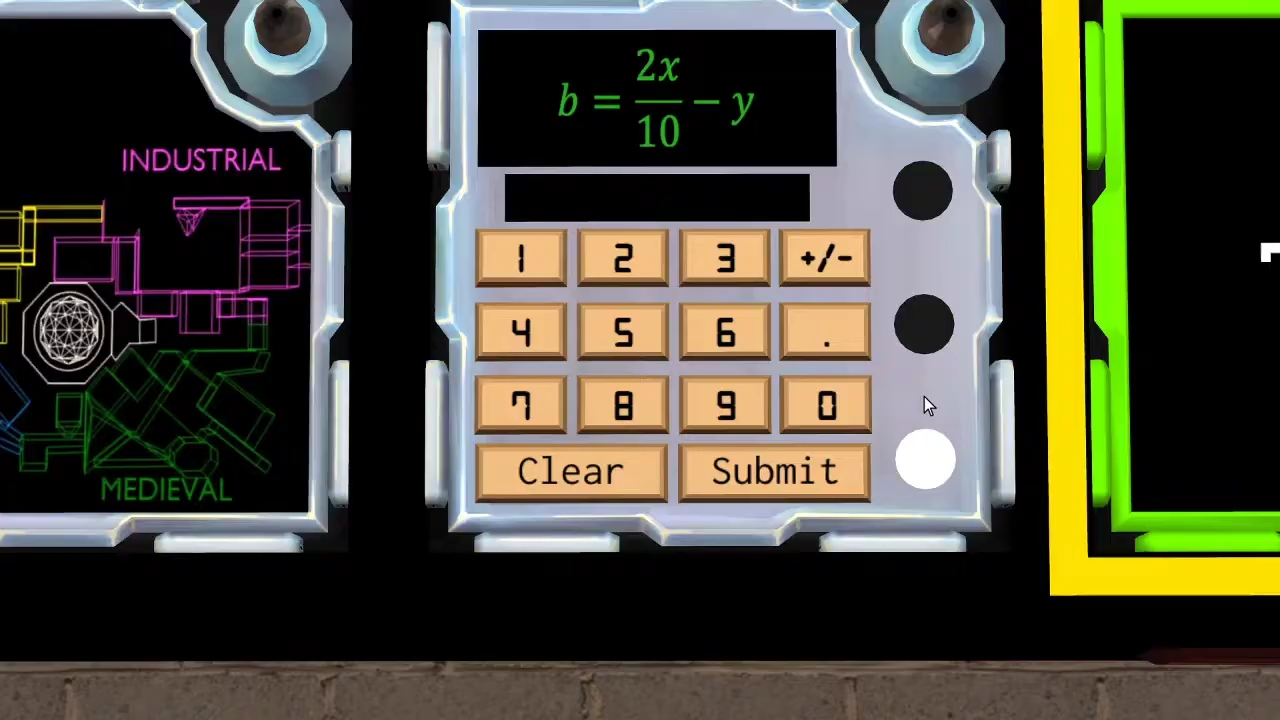 INDUSTRIAL
MEDIEVAL
b = 2x/10 − y
1 2 3 +/-
4 5 6 .
7 8 9 0
Clear Submit